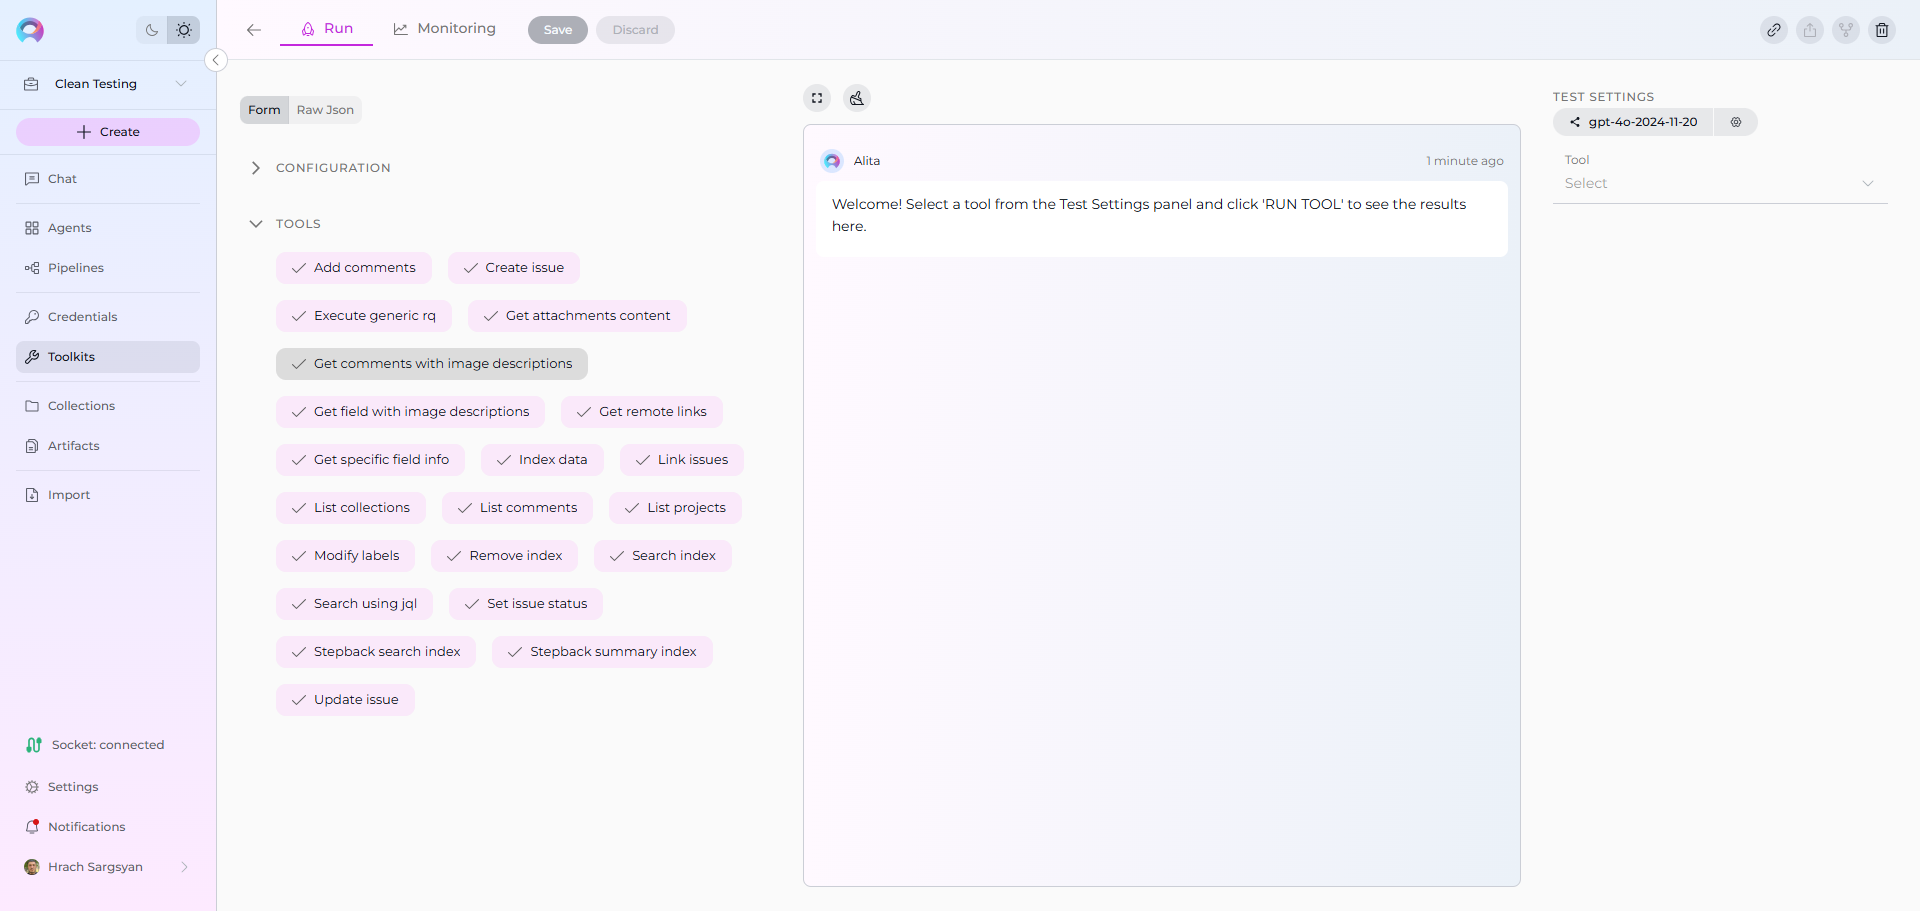 Run
Monitoring
Save
Discard
Clean Testing
Create
Chat
Agents
Pipelines
Credentials
Toolkits
Collections
Artifacts
Import
Socket: connected
Settings
Notifications
Hrach Sargsyan
Form
Raw Json
CONFIGURATION
TOOLS
Add comments
Create issue
Execute generic rq
Get attachments content
Get comments with image descriptions
Get field with image descriptions
Get remote links
Get specific field info
Index data
Link issues
List collections
List comments
List projects
Modify labels
Remove index
Search index
Search using jql
Set issue status
Stepback search index
Stepback summary index
Update issue
Alita
1 minute ago
Welcome! Select a tool from the Test Settings panel and click 'RUN TOOL' to see the results
here.
TEST SETTINGS
gpt-4o-2024-11-20
Tool
Select